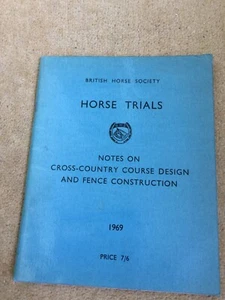 BRITISH HORSE SOCIETY
HORSE TRIALS
NOTES ON
CROSS-COUNTRY COURSE DESIGN
AND FENCE CONSTRUCTION
1969
PRICE 7/6